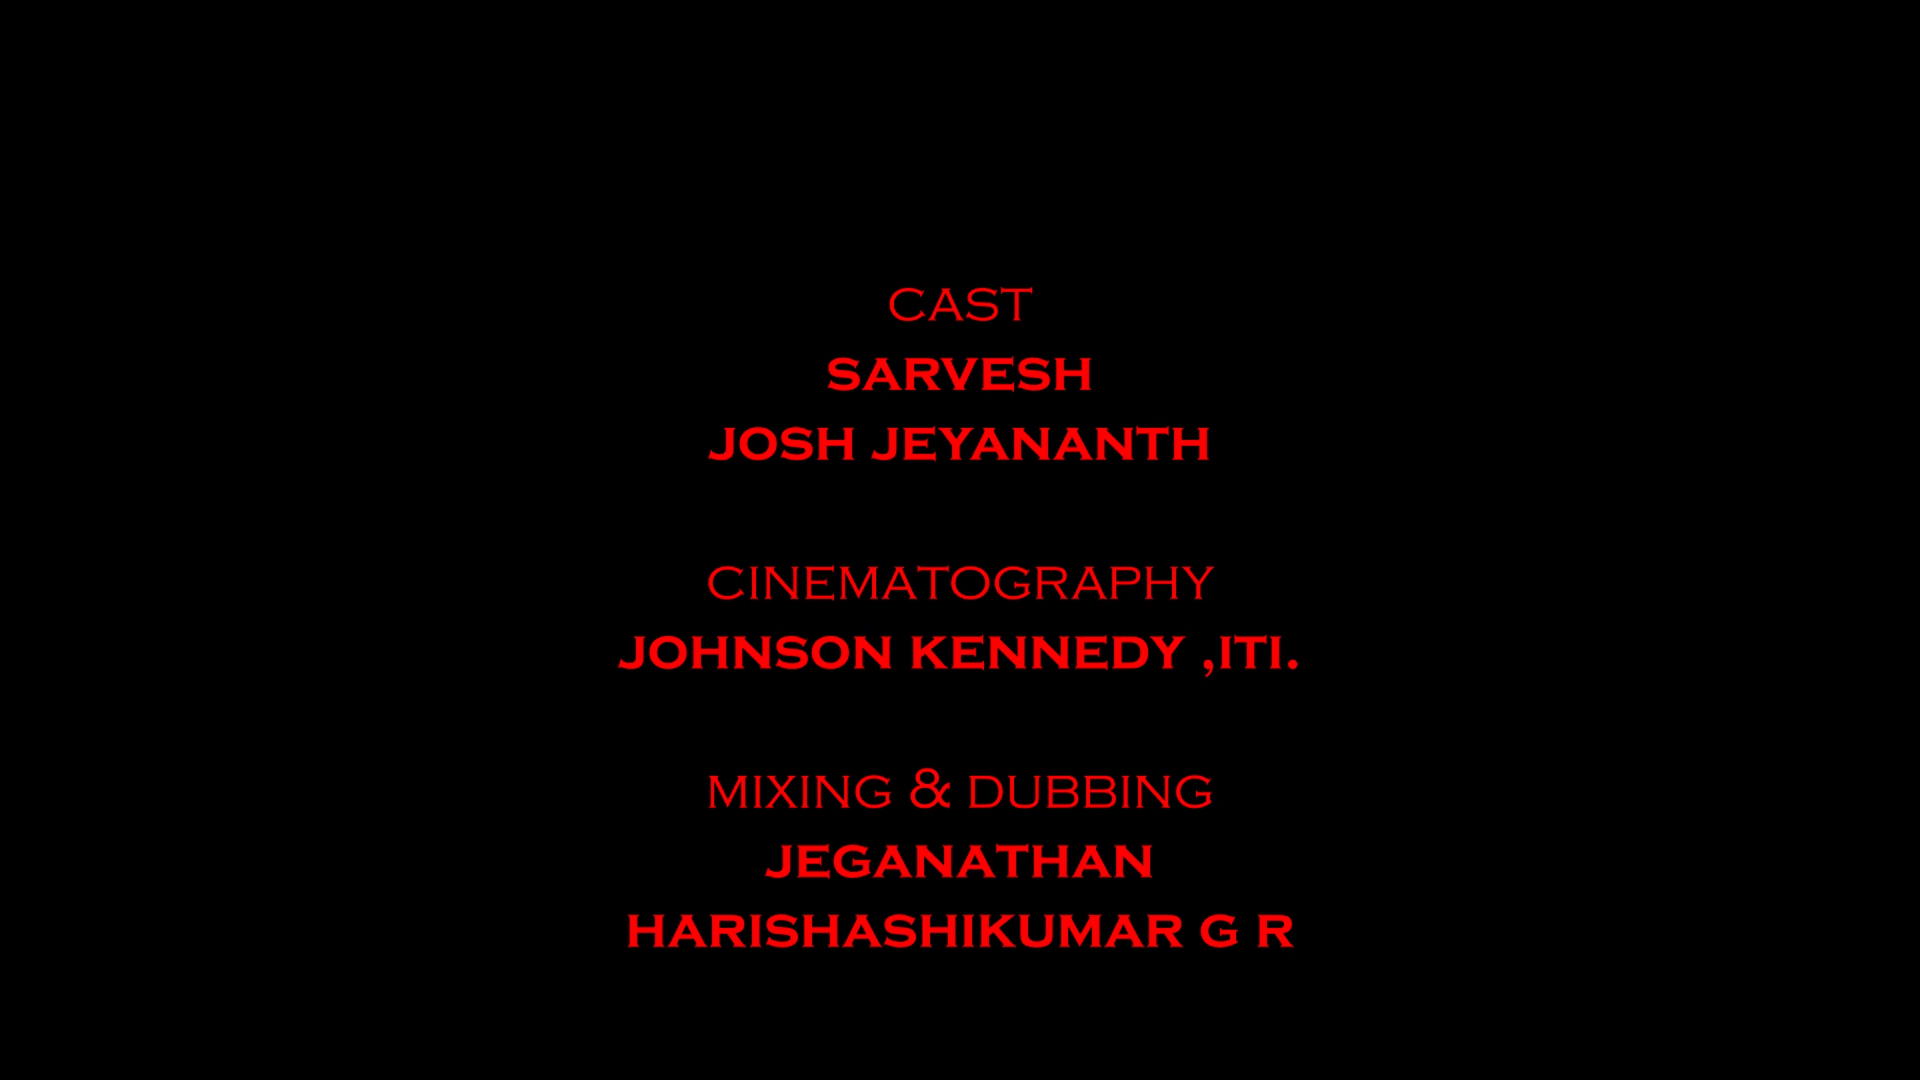 CAST
SARVESH
JOSH JEYANANTH
CINEMATOGRAPHY
JOHNSON KENNEDY ,ITI.
MIXING & DUBBING
JEGANATHAN
HARISHASHIKUMAR G R